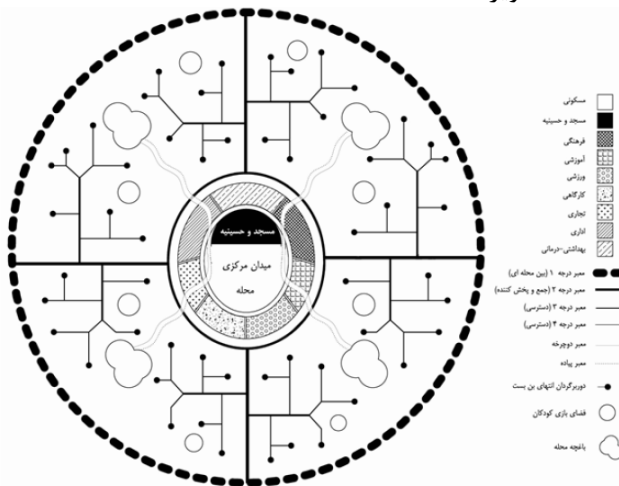 مسجد و حسینیه
میدان مرکزی
محله
مسکونی
مسجد و حسینیه
فرهنگی
آموزشی
ورزشی
کارگاهی
تجاری
اداری
بهداشتی-درمانی
معبر درجه ۱ (بین محله ای)
معبر درجه ۲ (جمع و پخش کننده)
معبر درجه ۳ (دسترسی)
معبر درجه ۴ (دسترسی)
معبر دوچرخه
معبر پیاده
دوربرگردان انتهای بن بست
فضای بازی کودکان
باغچه محله